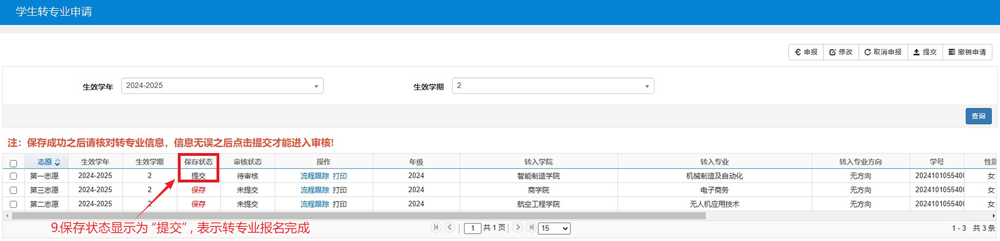 学生转专业申请
申报 修改 取消申报 提交 撤销申请
生效学年 2024-2025 生效学期 2
查询
注：保存成功之后请核对转专业信息，信息无误之后点击提交才能进入审核!
志愿 生效学年 生效学期 保存状态 审核状态 操作 年级 转入学院 转入专业 转入专业方向 学号 性别
第一志愿 2024-2025 2 提交 待审核 流程跟踪 打印 2024 智能制造学院 机械制造及自动化 无方向 2024101055400 女
第三志愿 2024-2025 2 保存 未提交 流程跟踪 打印 2024 商学院 电子商务 无方向 2024101055400 女
第二志愿 2024-2025 2 保存 未提交 流程跟踪 打印 2024 航空工程学院 无人机应用技术 无方向 2024101055400 女
9.保存状态显示为“提交”, 表示转专业报名完成
1 共 1 页 15 1 - 3 共 3 条